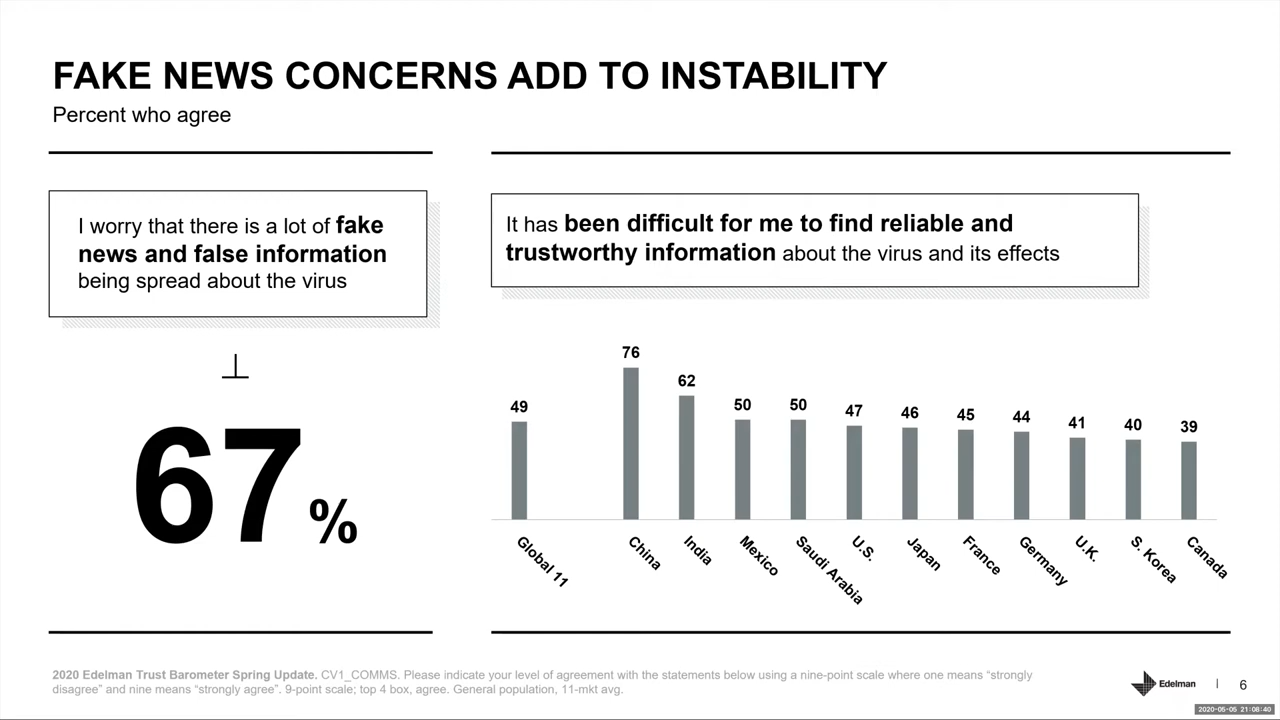 FAKE NEWS CONCERNS ADD TO INSTABILITY
Percent who agree
I worry that there is a lot of fake
news and false information
being spread about the virus
67%
It has been difficult for me to find reliable and
trustworthy information about the virus and its effects
49
76
62
50
50
47
46
45
44
41
40
39
Global 11
China
India
Mexico
Saudi Arabia
U.S.
Japan
France
Germany
U.K.
S. Korea
Canada
2020 Edelman Trust Barometer Spring Update. CV1_COMMS. Please indicate your level of agreement with the statements below using a nine-point scale where one means “strongly
disagree” and nine means “strongly agree”. 9-point scale; top 4 box, agree. General population, 11-mkt avg.
Edelman | 6
2020-05-05 21:08:40